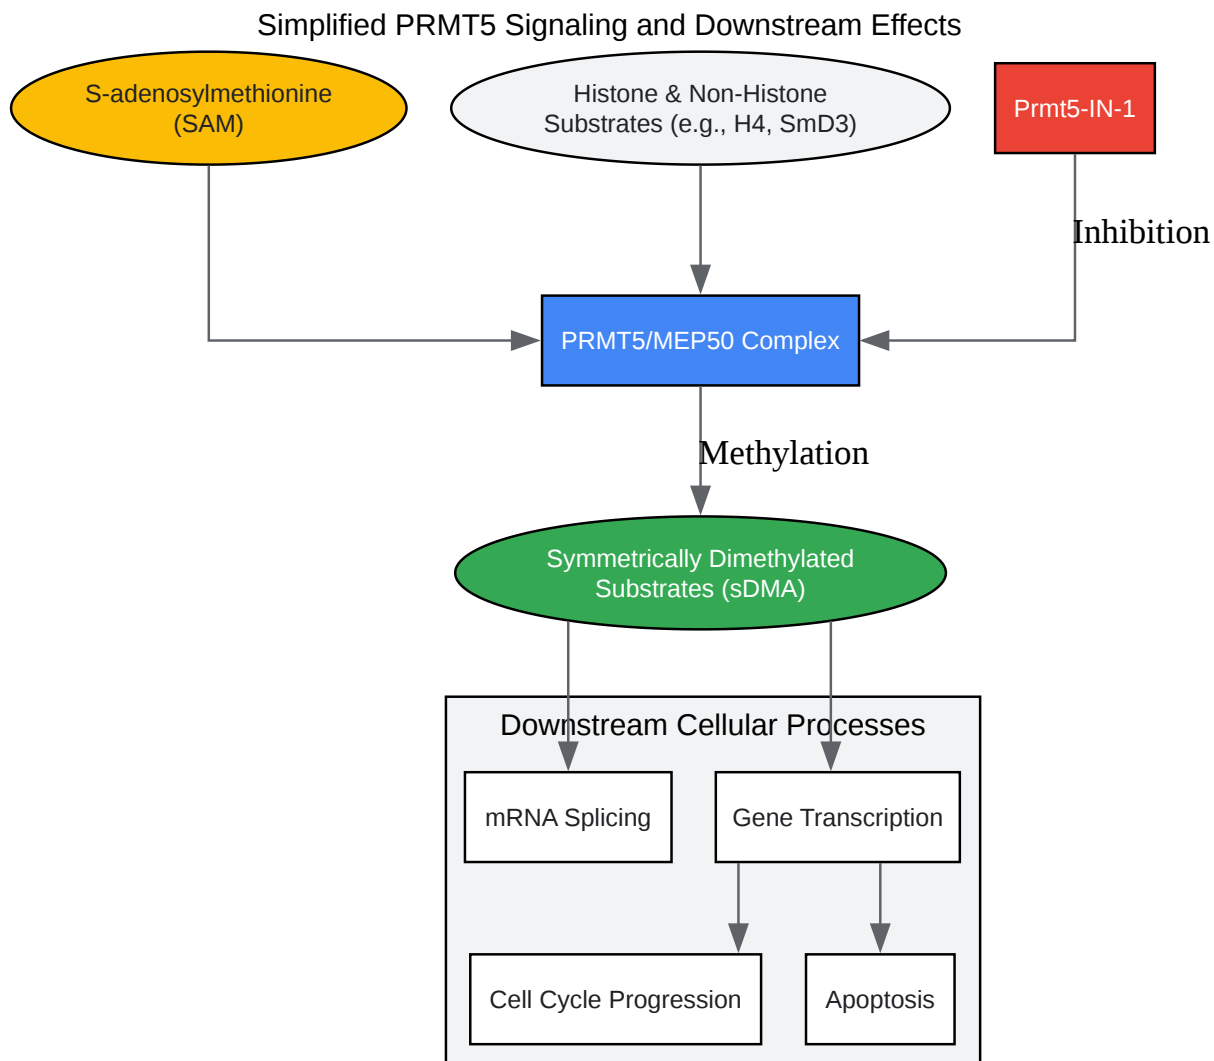 Simplified PRMT5 Signaling and Downstream Effects
S-adenosylmethionine
(SAM)
Histone & Non-Histone
Substrates (e.g., H4, SmD3)
Prmt5-IN-1
Inhibition
PRMT5/MEP50 Complex
Methylation
Symmetrically Dimethylated
Substrates (sDMA)
Downstream Cellular Processes
mRNA Splicing
Gene Transcription
Cell Cycle Progression
Apoptosis